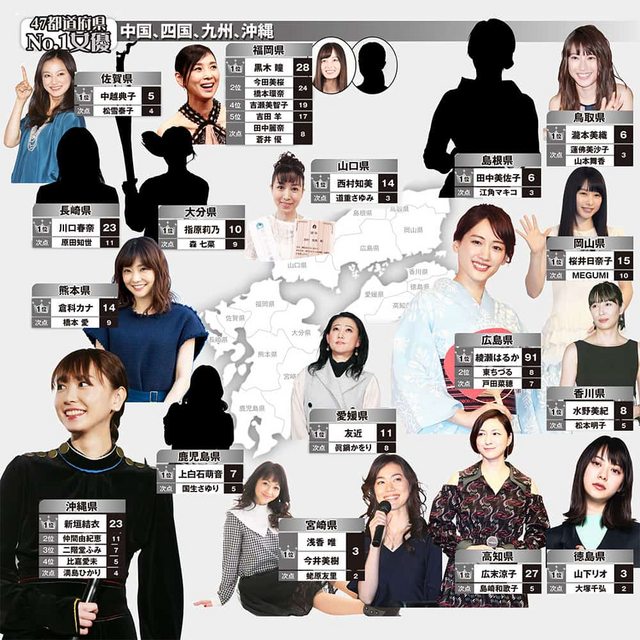 47都道府県
No.1女優
中国、四国、九州、沖縄
佐賀県
1位 中越典子 5
次点 松雪泰子 4
福岡県
1位 黒木 瞳 28
2位 今田美桜 24
橋本環奈
4位 吉瀬美智子 19
5位 吉田 羊 17
次点 田中麗奈 8
蒼井 優
鳥取県
1位 瀧本美織 6
次点 蓮佛美沙子 3
山本舞香
山口県
1位 西村知美 14
次点 道重さゆみ 3
島根県
1位 田中美佐子 6
次点 江角マキコ 3
長崎県
1位 川口春奈 23
次点 原田知世 11
大分県
1位 指原莉乃 10
次点 森 七菜 9
島根県
鳥取県
岡山県
広島県
山口県
岡山県
1位 桜井日奈子 15
次点 MEGUMI 10
熊本県
1位 倉科カナ 14
次点 橋本 愛 9
香川県
徳島県
愛媛県
高知県
福岡県
佐賀県
大分県
長崎県
熊本県
宮崎県
鹿児島県
広島県
1位 綾瀬はるか 91
2位 東ちづる 8
次点 戸田菜穂 7
香川県
1位 水野美紀 8
次点 松本明子 5
愛媛県
1位 友近 11
次点 眞鍋かをり 8
鹿児島県
1位 上白石萌音 7
次点 国生さゆり 5
沖縄県
1位 新垣結衣 23
2位 仲間由紀恵 11
3位 二階堂ふみ 7
4位 比嘉愛未 5
次点 満島ひかり 4
宮崎県
1位 浅香 唯 3
今井美樹
次点 蛯原友里 2
高知県
1位 広末涼子 27
次点 島崎和歌子 5
徳島県
1位 山下リオ 3
次点 大塚千弘 2